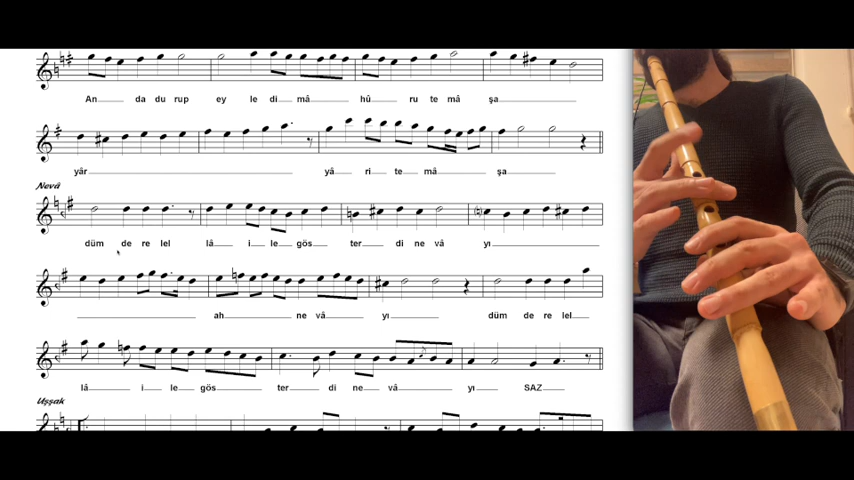 An da du rup ey le di mâ hû ru te mâ şa
yâr yâ ri te mâ şa
Nevâ
düm de re lel lâ i le gös ter di ne vâ yı
ah ne vâ yı düm de re lel
lâ i le gös ter di ne vâ yı SAZ
Uşşak